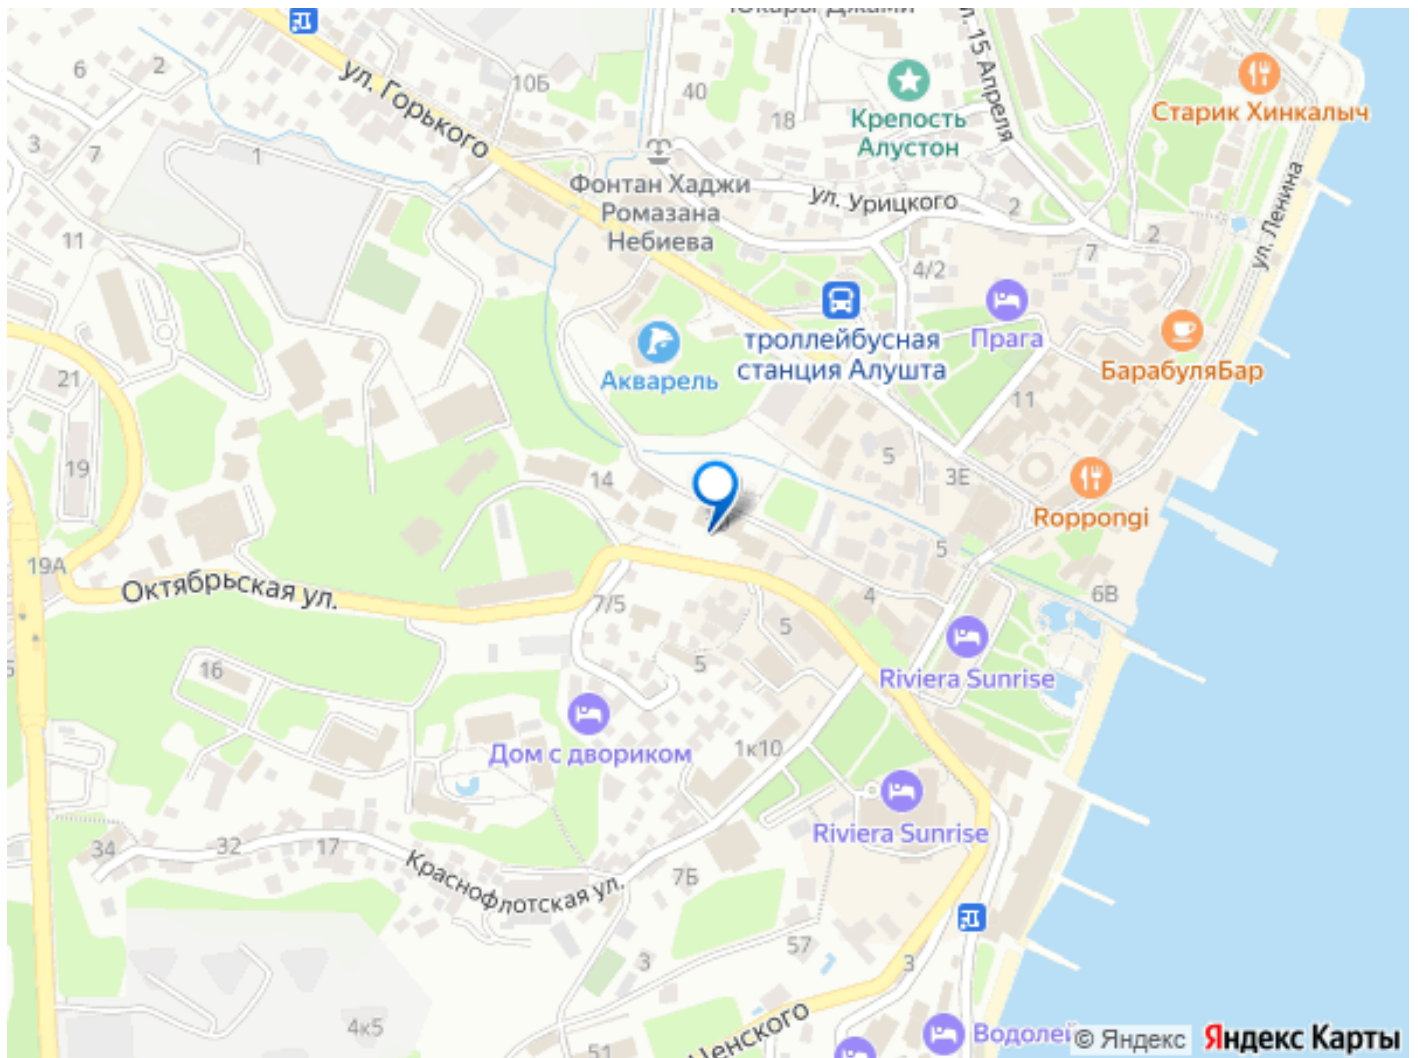 Юкары Джами
ул. 15 Апреля
6
2
10Б
40
18
ул. Горького
Крепость
Алустон
Старик Хинкалыч
3
7
1
Фонтан Хаджи
Ромазана
Небиева
ул. Урицкого
2
2
7
ул. Ленина
11
4/2
троллейбусная
станция Алушта
Прага
Акварель
БарабуляБар
21
11
19
14
5
3Е
Roppongi
19А
Октябрьская ул.
5
7/5
4
6В
5
5
16
Riviera Sunrise
Дом с двориком
1к10
Riviera Sunrise
34
32
17
Краснофлотская ул.
7Б
57
3
3
4к5
51
Ценского
Водолей
© Яндекс
Яндекс Карты